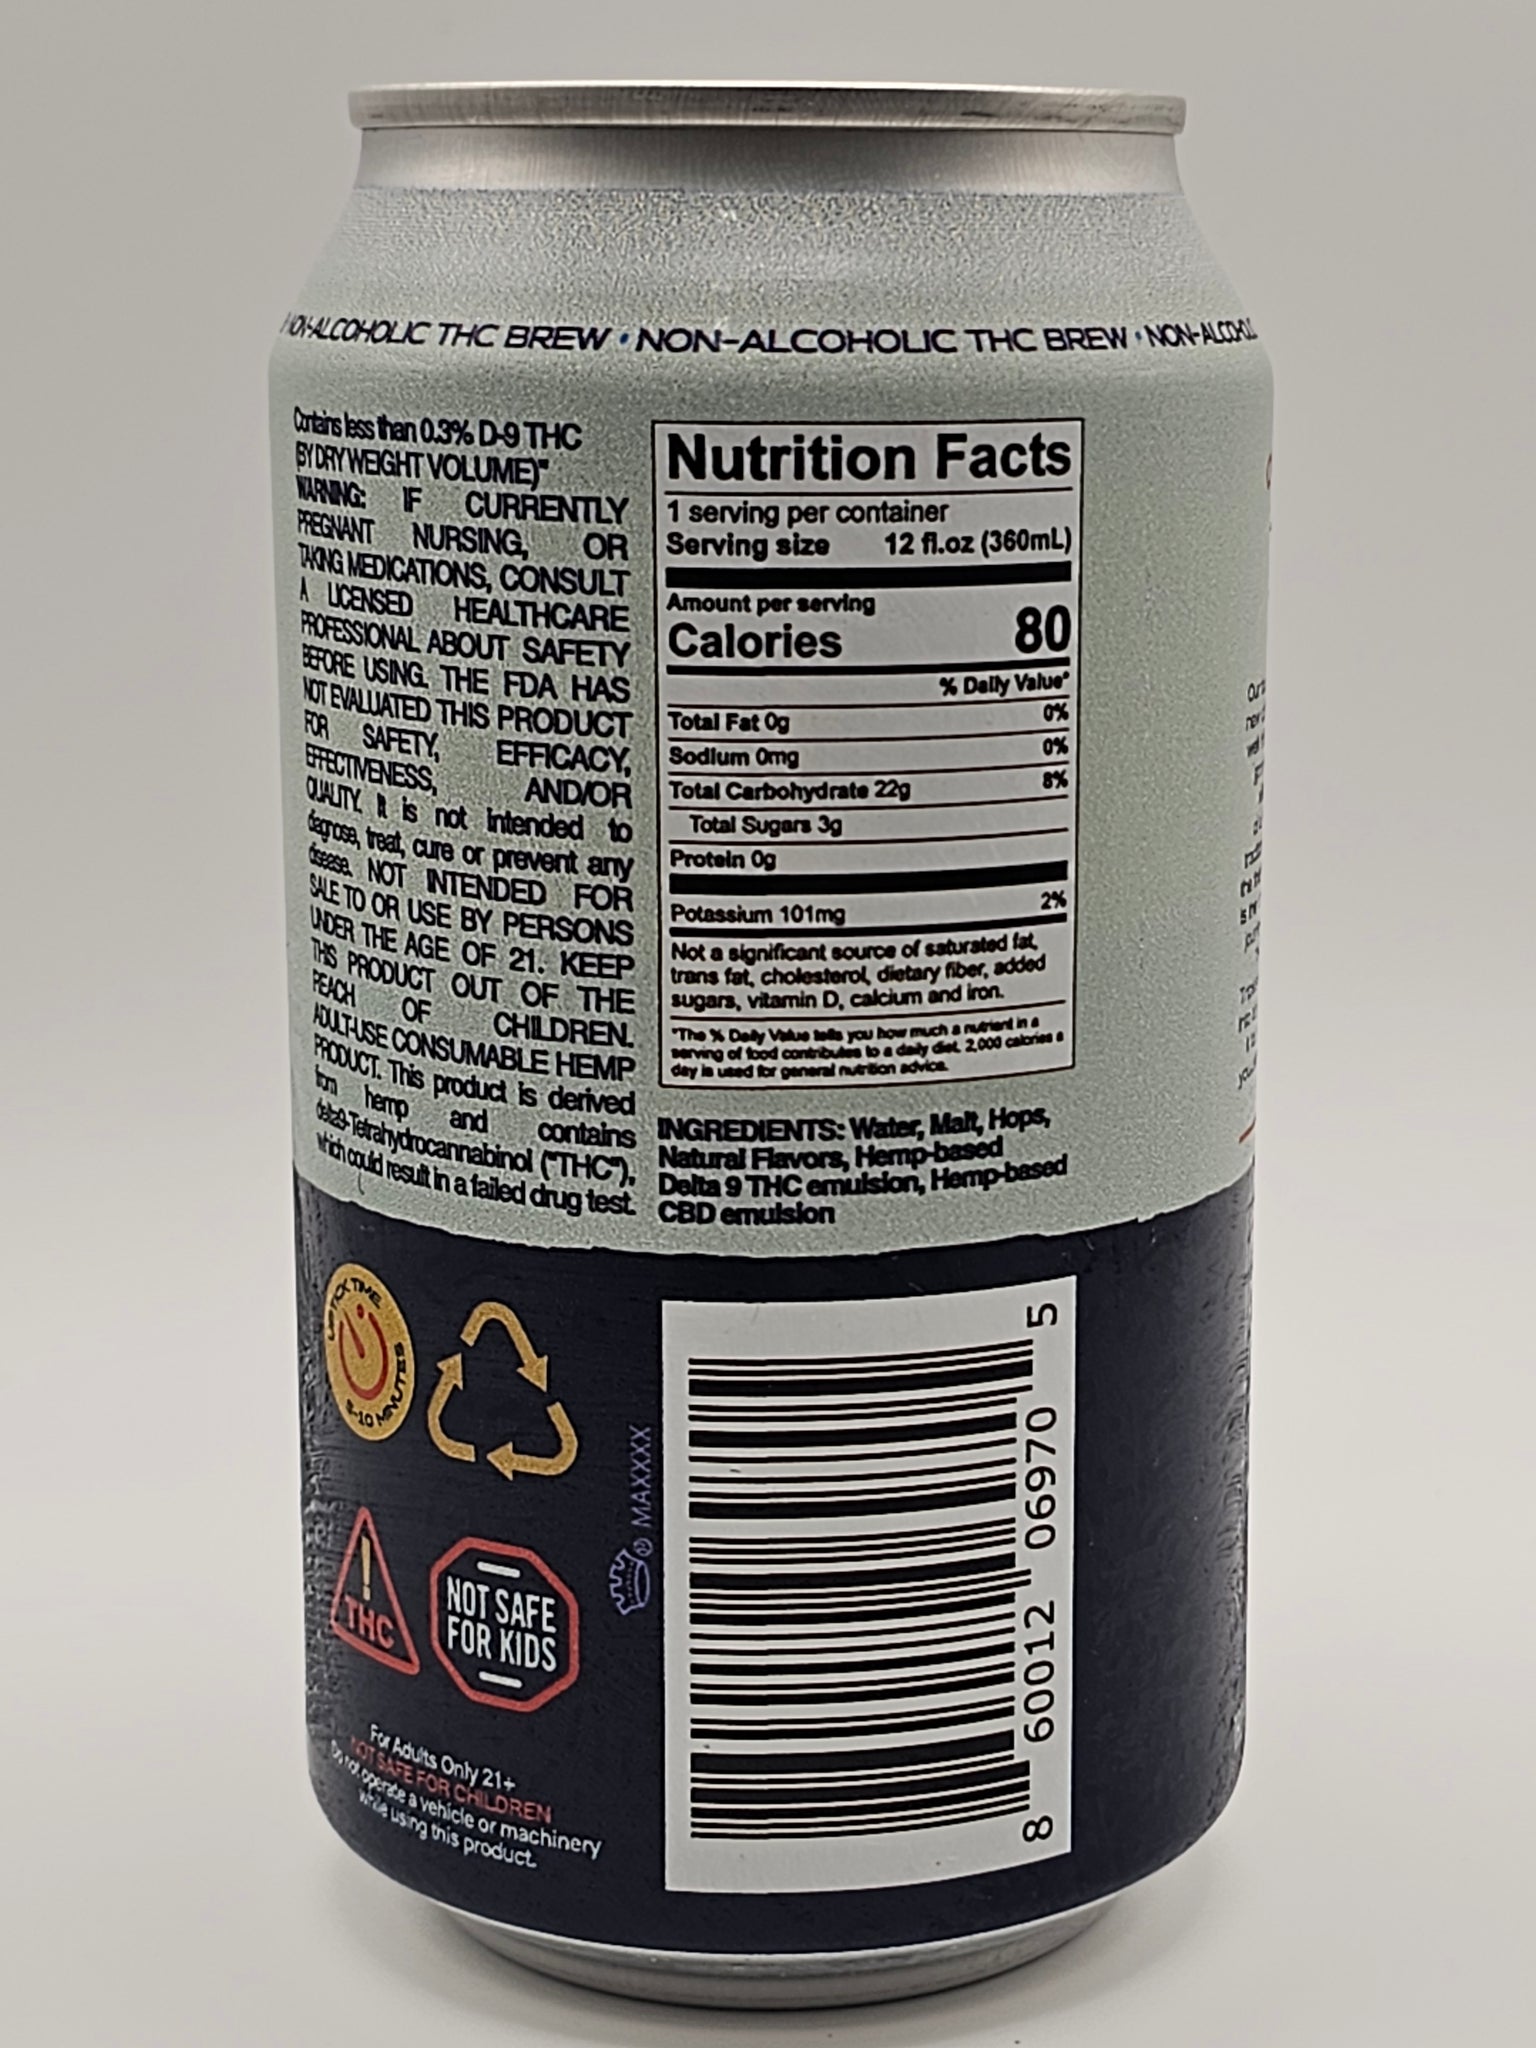 NON-ALCOHOLIC THC BREW • NON-ALCOHOLIC THC BREW •
Contains less than 0.3% D-9 THC
(BY DRY WEIGHT VOLUME)*
WARNING: IF CURRENTLY
PREGNANT NURSING, OR
TAKING MEDICATIONS, CONSULT
A LICENSED HEALTHCARE
PROFESSIONAL ABOUT SAFETY
BEFORE USING. THE FDA HAS
NOT EVALUATED THIS PRODUCT
FOR SAFETY, EFFICACY,
EFFECTIVENESS, AND/OR
QUALITY. It is not intended to
diagnose, treat, cure or prevent any
disease. NOT INTENDED FOR
SALE TO OR USE BY PERSONS
UNDER THE AGE OF 21. KEEP
THIS PRODUCT OUT OF THE
REACH OF CHILDREN.
ADULT-USE CONSUMABLE HEMP
PRODUCT. This product is derived
from hemp and contains
delta9-Tetrahydrocannabinol ("THC"),
which could result in a failed drug test.
Nutrition Facts
1 serving per container
Serving size 12 fl.oz (360mL)
Amount per serving
Calories 80
% Daily Value*
Total Fat 0g 0%
Sodium 0mg 0%
Total Carbohydrate 22g 8%
Total Sugars 3g
Protein 0g
Potassium 101mg 2%
Not a significant source of saturated fat,
trans fat, cholesterol, dietary fiber, added
sugars, vitamin D, calcium and iron.
*The % Daily Value tells you how much a nutrient in a
serving of food contributes to a daily diet. 2,000 calories a
day is used for general nutrition advice.
INGREDIENTS: Water, Malt, Hops,
Natural Flavors, Hemp-based
Delta 9 THC emulsion, Hemp-based
CBD emulsion
TIME
5-10 MINUTES
! THC
NOT SAFE
FOR KIDS
® MAXXXX
For Adults Only 21+
NOT SAFE FOR CHILDREN
Do not operate a vehicle or machinery
while using this product.
8 60012 06970 5